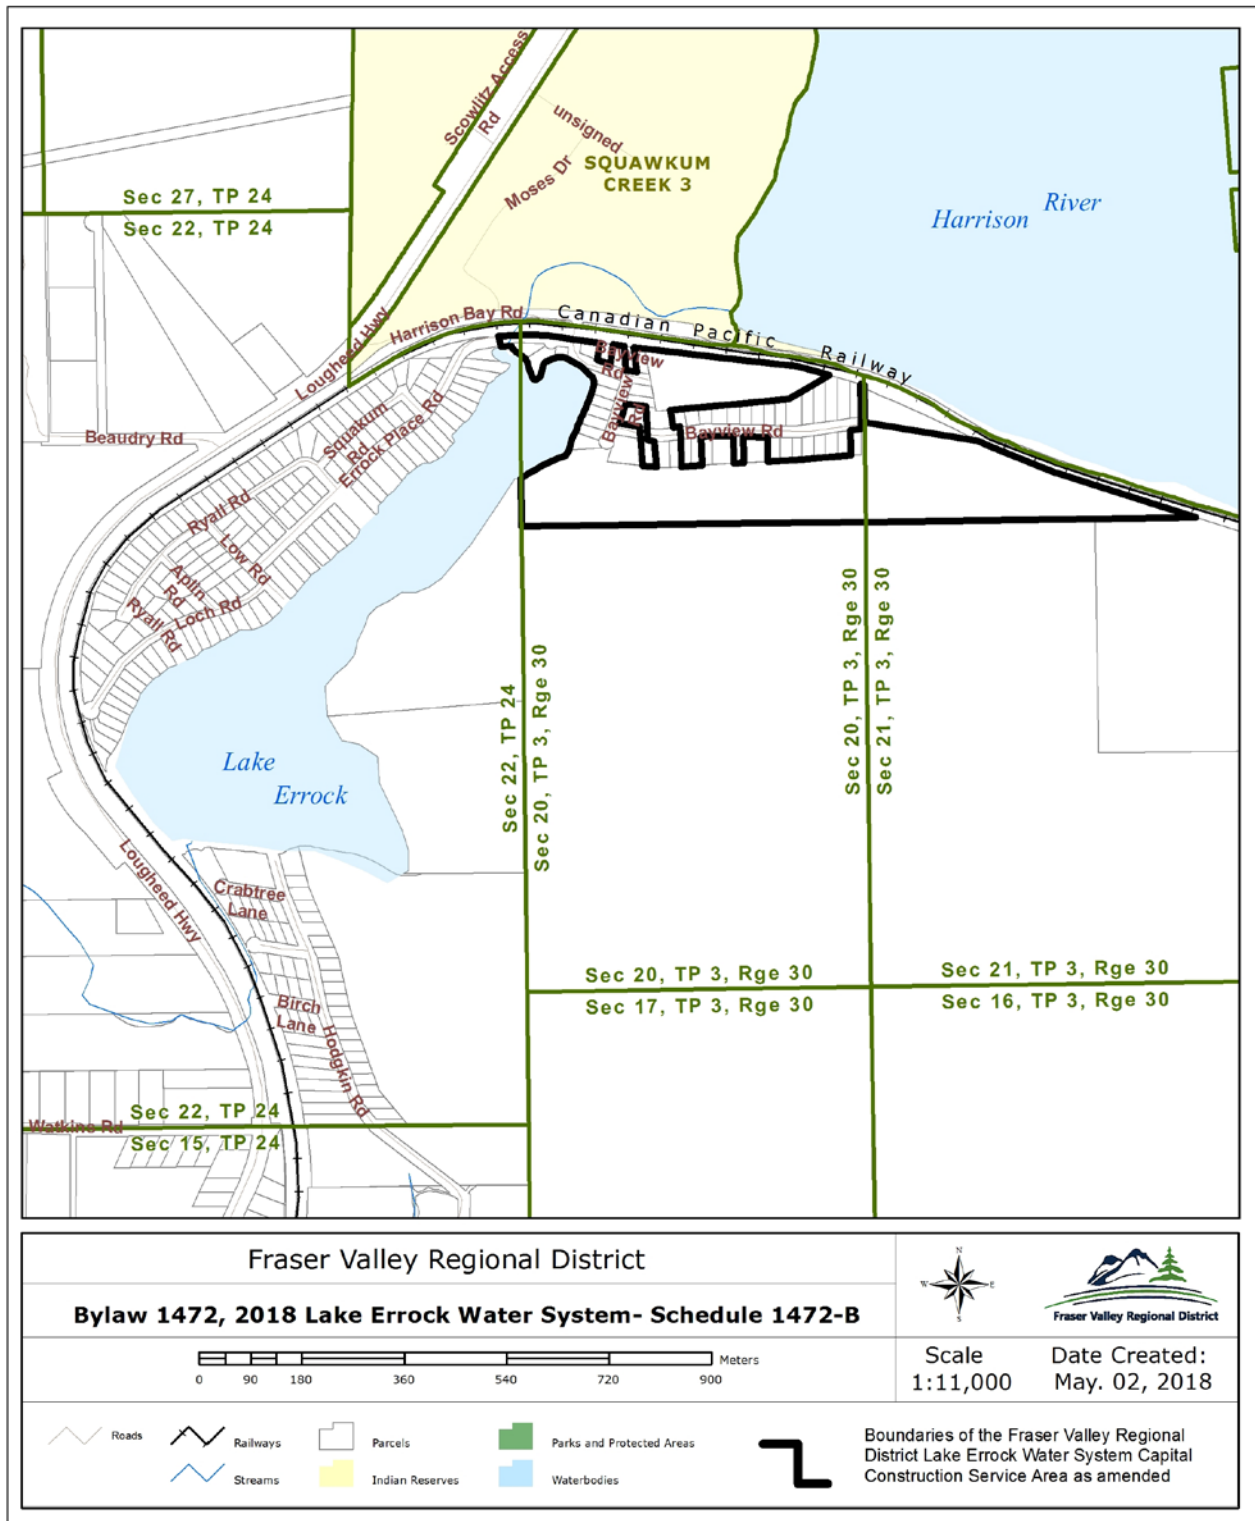 Scowlitz Access
Rd
unsigned
Moses Dr
SQUAWKUM
CREEK 3
Harrison River
Sec 27, TP 24
Sec 22, TP 24
Lougheed Hwy
Harrison Bay Rd
Canadian Pacific Railway
Bayview
Rd
Bayview
Rd
Bayview Rd
Beaudry Rd
Squakum
Rd
Errock Place Rd
Ryall Rd
Low Rd
Aplin
Rd
Loch Rd
Ryall Rd
Sec 22, TP 24
Sec 20, TP 3, Rge 30
Sec 20, TP 3, Rge 30
Sec 21, TP 3, Rge 30
Lake
Errock
Lougheed Hwy
Crabtree
Lane
Birch
Lane
Hodgkin Rd
Sec 20, TP 3, Rge 30
Sec 17, TP 3, Rge 30
Sec 21, TP 3, Rge 30
Sec 16, TP 3, Rge 30
Watkins Rd
Sec 22, TP 24
Sec 15, TP 24
Fraser Valley Regional District
Bylaw 1472, 2018 Lake Errock Water System- Schedule 1472-B
0 90 180 360 540 720 900 Meters
N
W E
S
Fraser Valley Regional District
Scale
1:11,000
Date Created:
May. 02, 2018
Roads
Railways
Parcels
Parks and Protected Areas
Streams
Indian Reserves
Waterbodies
Boundaries of the Fraser Valley Regional
District Lake Errock Water System Capital
Construction Service Area as amended